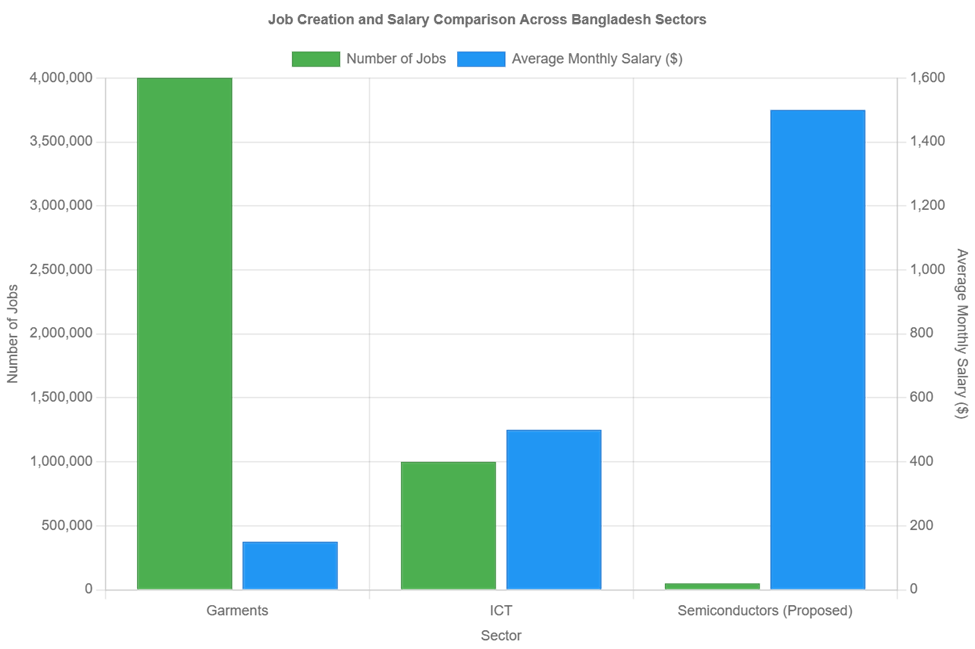 Job Creation and Salary Comparison Across Bangladesh Sectors
Number of Jobs
Average Monthly Salary ($)
4,000,000
3,500,000
3,000,000
2,500,000
2,000,000
1,500,000
1,000,000
500,000
0
Number of Jobs
1,600
1,400
1,200
1,000
800
600
400
200
0
Average Monthly Salary ($)
Garments
ICT
Semiconductors (Proposed)
Sector